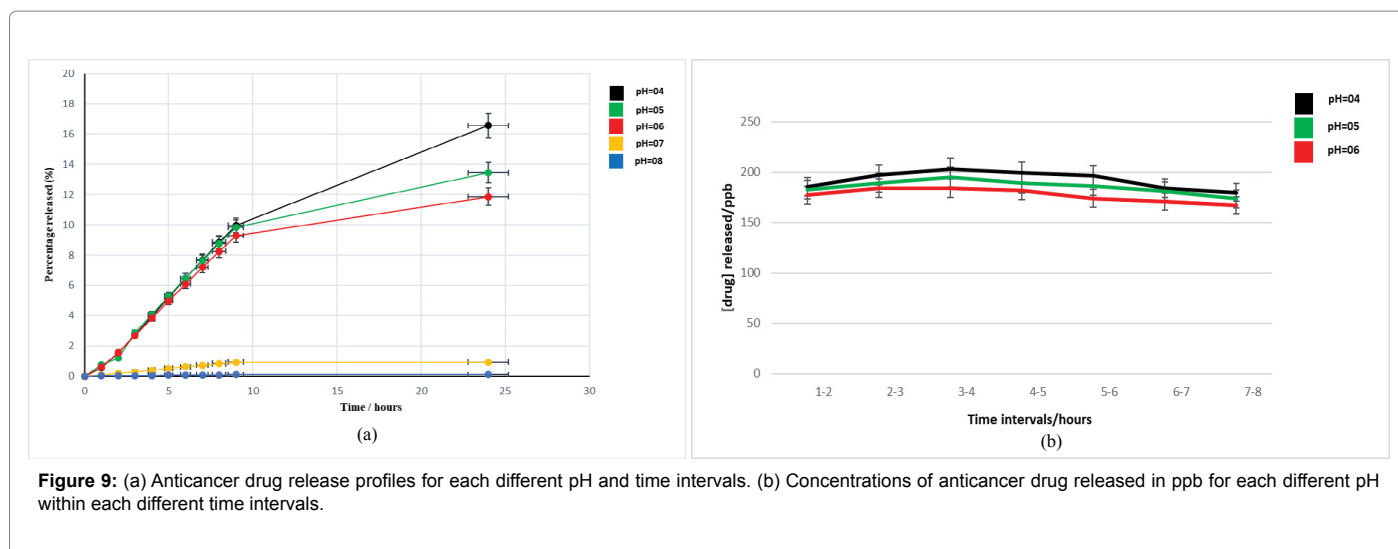 20
18
16
14
12
10
8
6
4
2
0
Percentage released (%)
0 5 10 15 20 25 30
Time / hours
(a)
pH=04
pH=05
pH=06
pH=07
pH=08
250
200
150
100
50
0
[drug] released/ppb
1-2 2-3 3-4 4-5 5-6 6-7 7-8
Time intervals/hours
(b)
pH=04
pH=05
pH=06
Figure 9: (a) Anticancer drug release profiles for each different pH and time intervals. (b) Concentrations of anticancer drug released in ppb for each different pH
within each different time intervals.